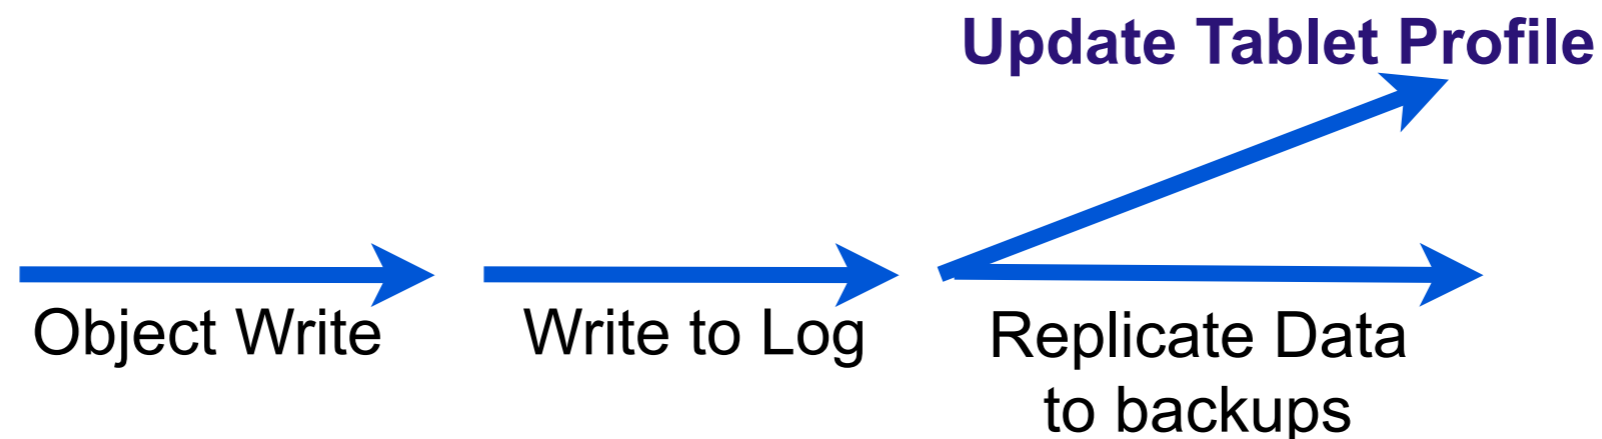 Update Tablet Profile
Object Write
Write to Log
Replicate Data
to backups